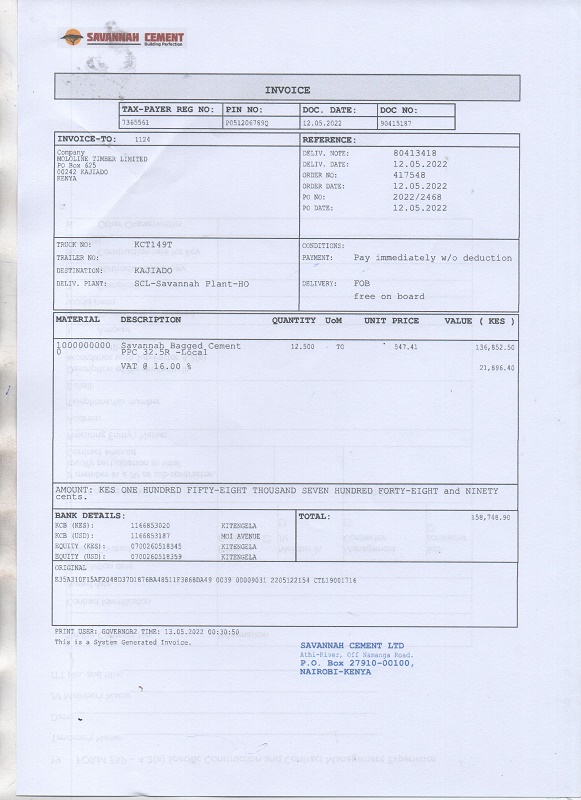 SAVANNAH CEMENT
Building Perfection
INVOICE
TAX-PAYER REG NO: PIN NO: DOC. DATE: DOC NO:
7365561 P051206789Q 12.05.2022 90415187
INVOICE-TO: 1124
Company
MOLOLINE TIMBER LIMITED
PO Box 625
00242 KAJIADO
KENYA
REFERENCE:
DELIV. NOTE: 80413418
DELIV. DATE: 12.05.2022
ORDER NO: 417548
ORDER DATE: 12.05.2022
PO NO: 2022/2468
PO DATE: 12.05.2022
TRUCK NO: KCT149T
TRAILER NO:
DESTINATION: KAJIADO
DELIV. PLANT: SCL-Savannah Plant-HO
CONDITIONS:
PAYMENT: Pay immediately w/o deduction
DELIVERY: FOB
free on board
MATERIAL DESCRIPTION QUANTITY UoM UNIT PRICE VALUE ( KES )
1000000000 Savannah Bagged Cement 12.500 TO 547.41 136,852.50
0 PPC 32.5R -Local
VAT @ 16.00 % 21,896.40
AMOUNT: KES ONE HUNDRED FIFTY-EIGHT THOUSAND SEVEN HUNDRED FORTY-EIGHT and NINETY
cents.
BANK DETAILS:
KCB (KES): 1166853020 KITENGELA
KCB (USD): 1166853187 MOI AVENUE
EQUITY (KES): 0700260518345 KITENGELA
EQUITY (USD): 0700260518359 KITENGELA
TOTAL: 158,748.90
ORIGINAL
0039 00009031 2205122154 CTL19001716
PRINT USER: GOVERNOR2 TIME: 13.05.2022 00:30:50
This is a System Generated Invoice.
SAVANNAH CEMENT LTD
Athi-River, Off Namanga Road.
P.O. Box 27910-00100,
NAIROBI-KENYA